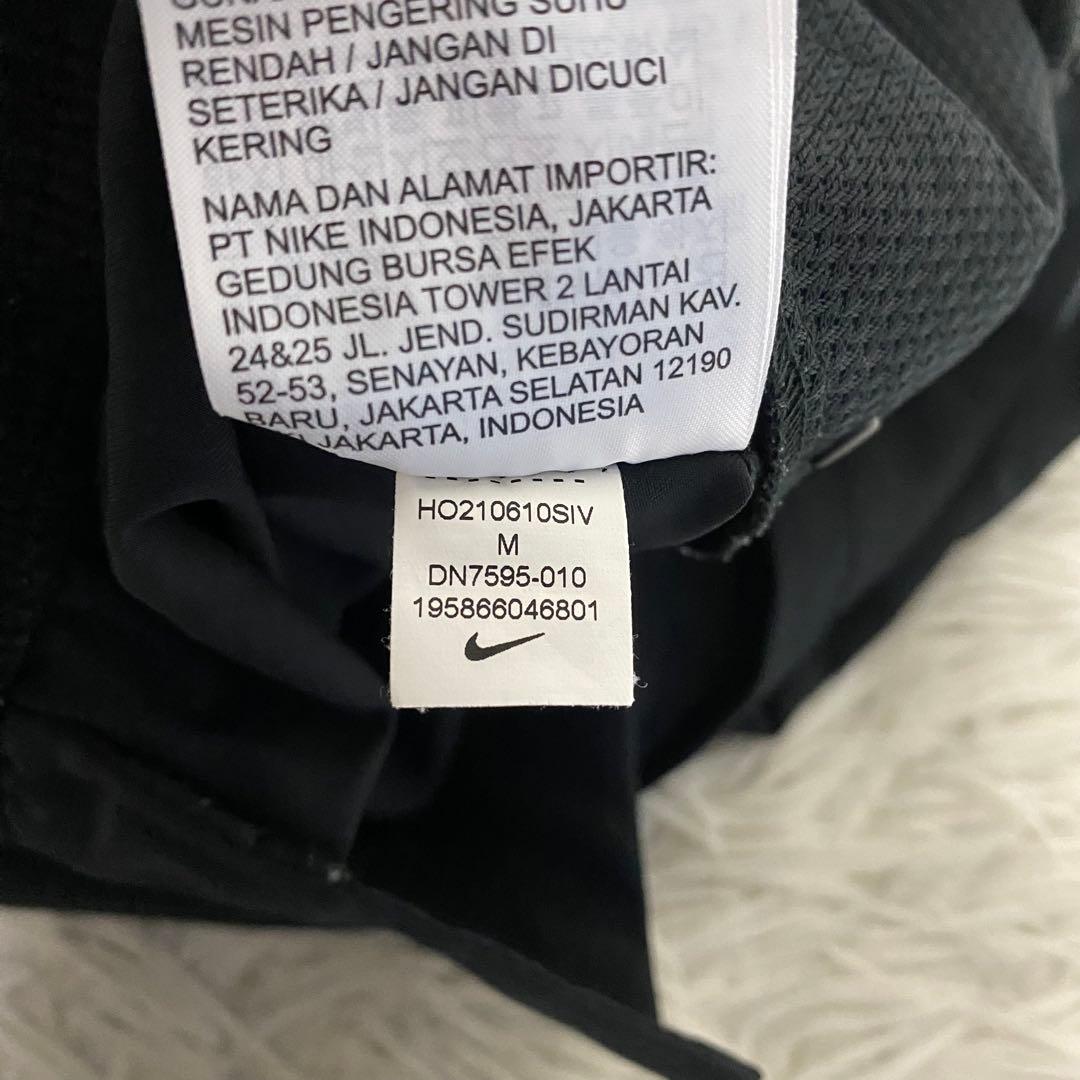 MESIN PENGERING SUHU
RENDAH / JANGAN DI
SETERIKA / JANGAN DICUCI
KERING
NAMA DAN ALAMAT IMPORTIR:
PT NIKE INDONESIA, JAKARTA
GEDUNG BURSA EFEK
INDONESIA TOWER 2 LANTAI
24&25 JL. JEND. SUDIRMAN KAV.
52-53, SENAYAN, KEBAYORAN
BARU, JAKARTA SELATAN 12190
JAKARTA, INDONESIA
HO210610SIV
M
DN7595-010
195866046801